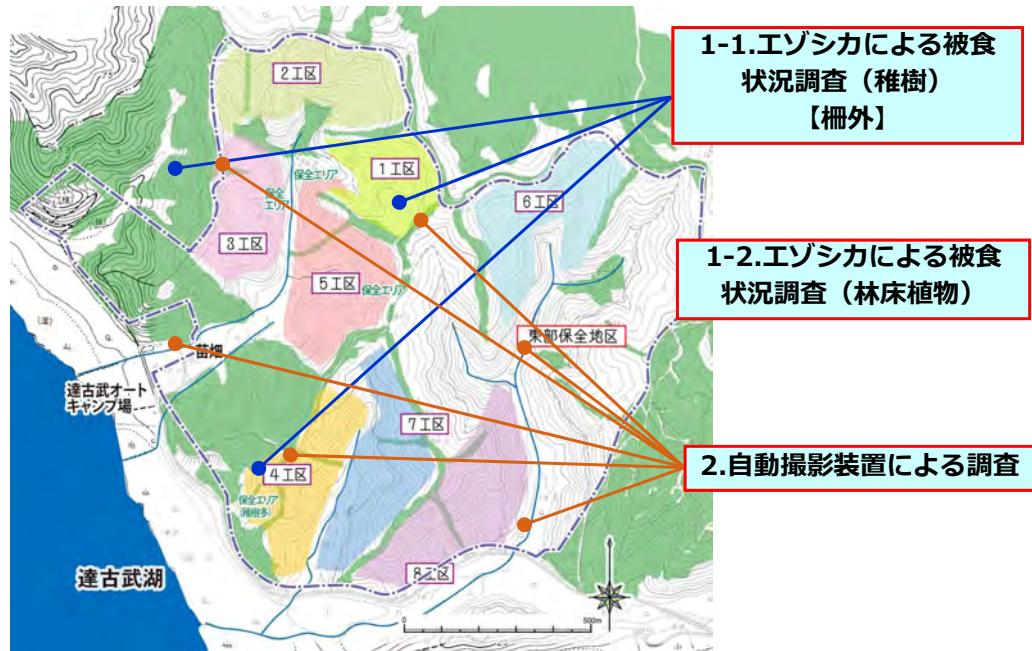 1-1.エゾシカによる被食
状況調査（稚樹）
【柵外】
2工区
1工区
保全エリア
保全
エリア
6工区
3工区
5工区
保全エリア
1-2.エゾシカによる被食
状況調査（林床植物）
東部保全地区
苗畑
達古武オート
キャンプ場
7工区
4工区
保全エリア
(稚樹多)
2.自動撮影装置による調査
8工区
達古武湖
0
500m